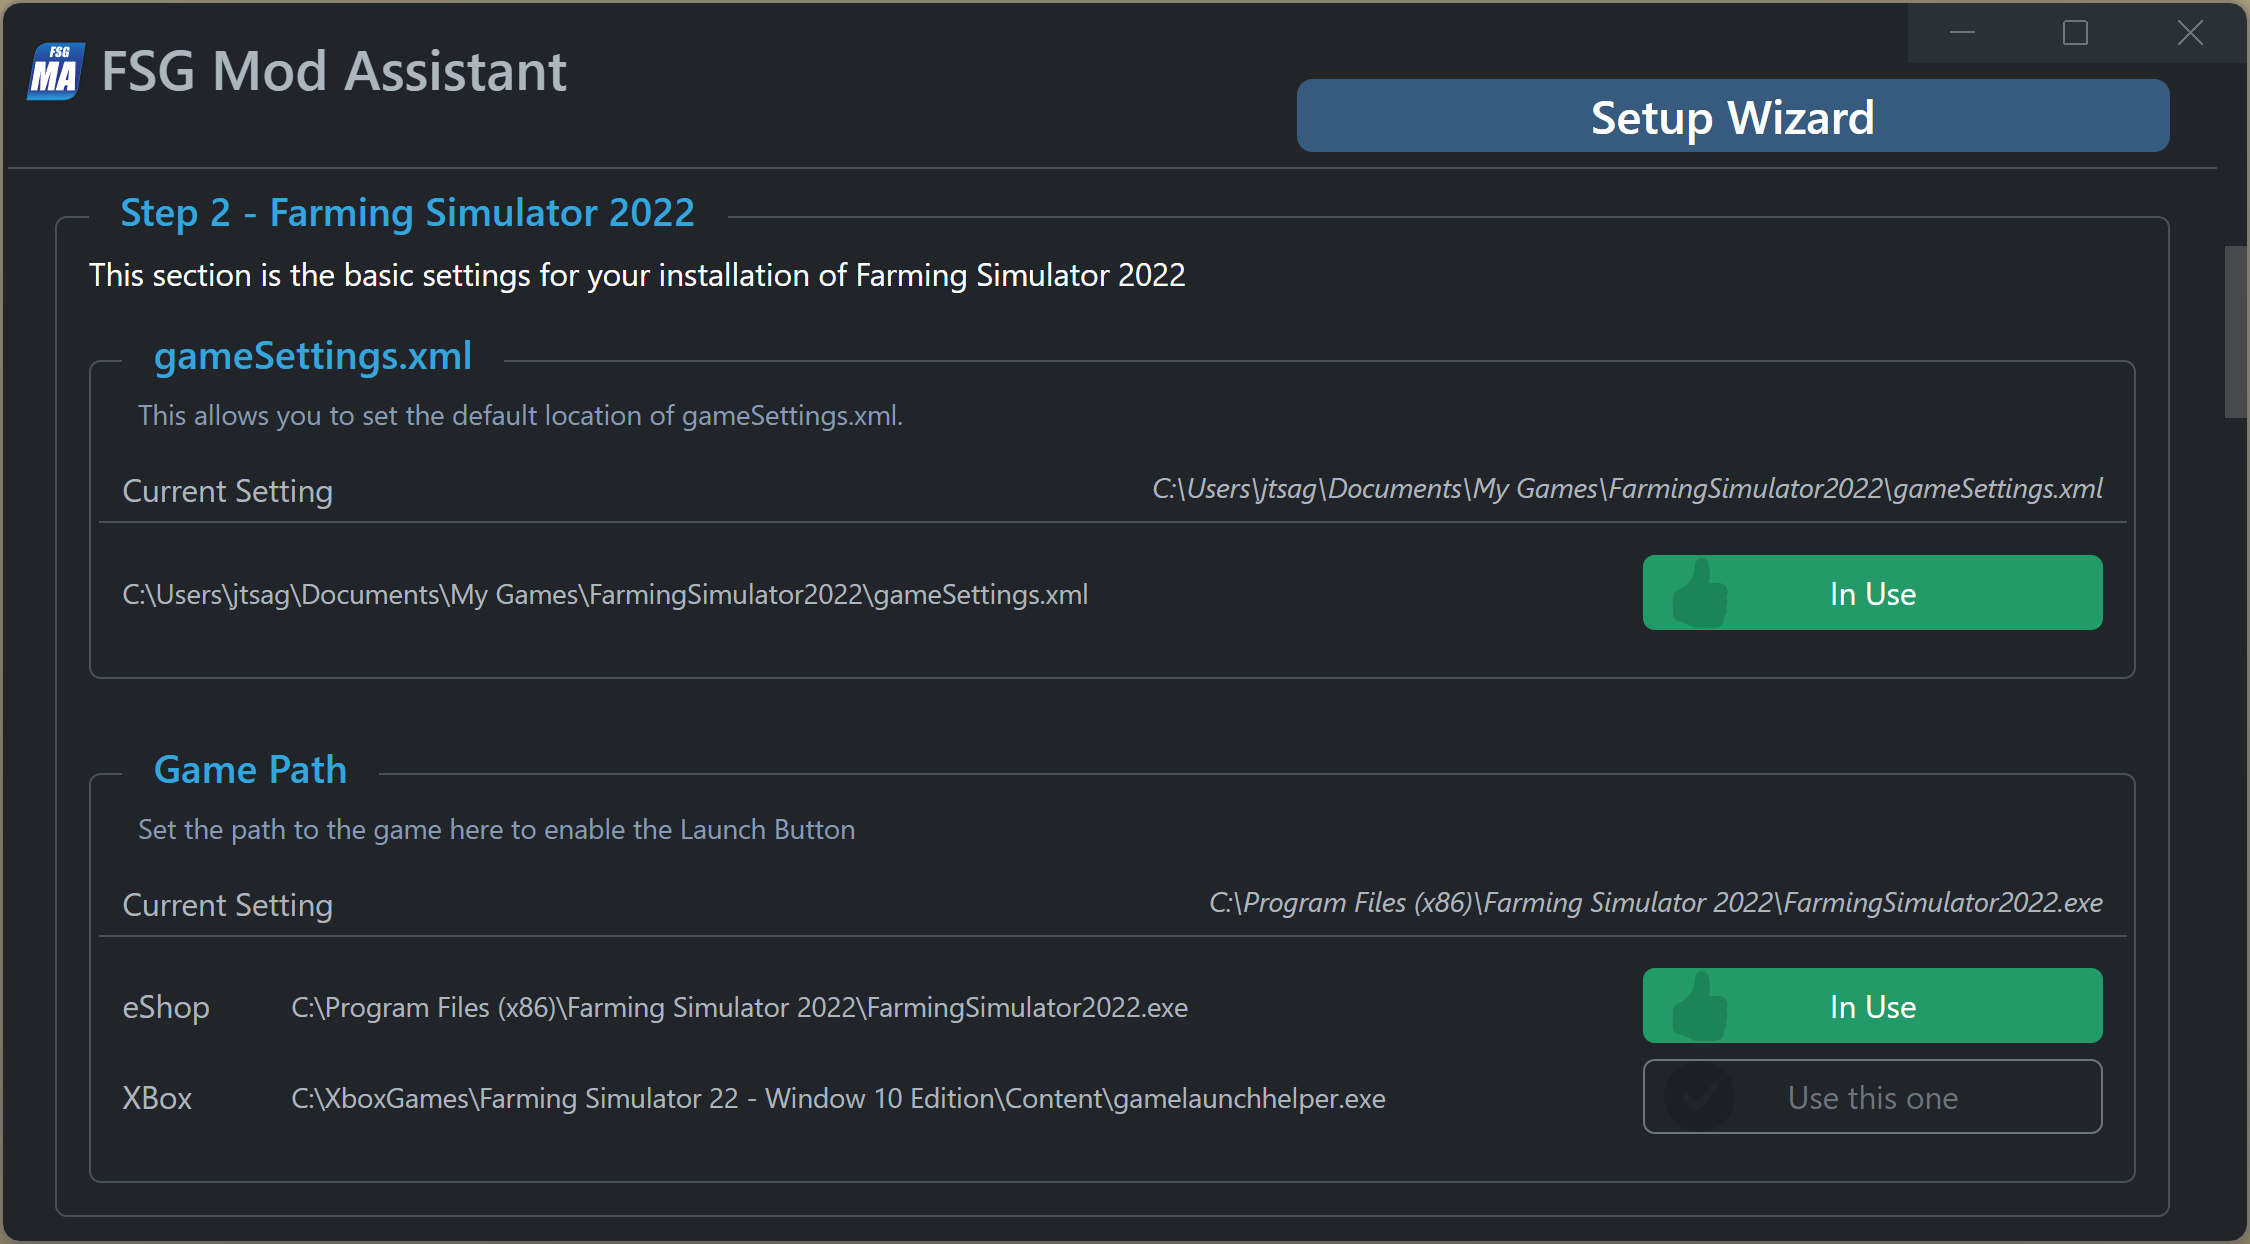 FSG
MA
FSG Mod Assistant
Setup Wizard
Step 2 - Farming Simulator 2022
This section is the basic settings for your installation of Farming Simulator 2022
gameSettings.xml
This allows you to set the default location of gameSettings.xml.
Current Setting C:\Users\jtsag\Documents\My Games\FarmingSimulator2022\gameSettings.xml
C:\Users\jtsag\Documents\My Games\FarmingSimulator2022\gameSettings.xml In Use
Game Path
Set the path to the game here to enable the Launch Button
Current Setting C:\Program Files (x86)\Farming Simulator 2022\FarmingSimulator2022.exe
eShop C:\Program Files (x86)\Farming Simulator 2022\FarmingSimulator2022.exe In Use
XBox C:\XboxGames\Farming Simulator 22 - Window 10 Edition\Content\gamelaunchhelper.exe Use this one